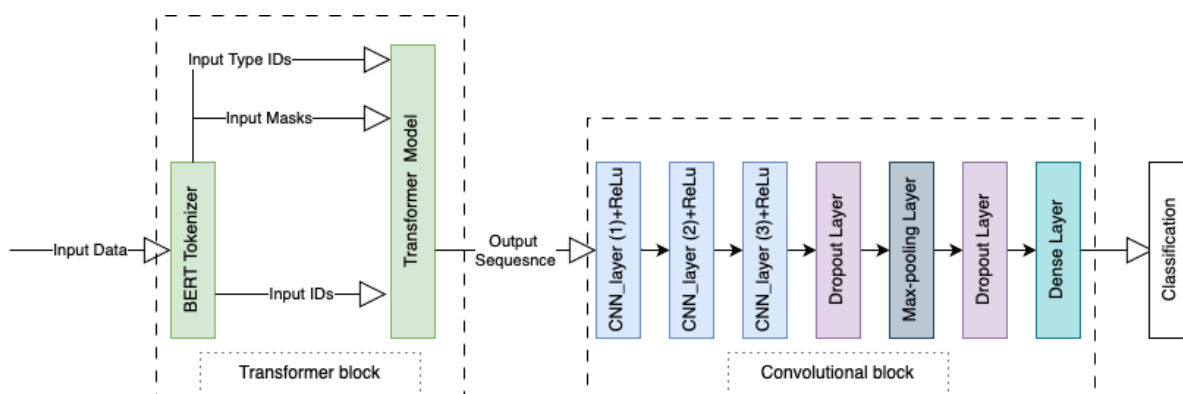 Input Type IDs
Input Masks
Input Data
BERT Tokenizer
Input IDs
Transformer Model
Transformer block
Output
Sequesnce
CNN_layer (1)+ReLu
CNN_layer (2)+ReLu
CNN_layer (3)+ReLu
Dropout Layer
Max-pooling Layer
Dropout Layer
Dense Layer
Convolutional block
Classification